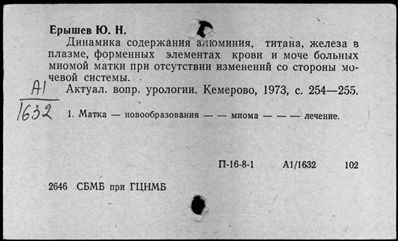 Ерышев Ю. Н.
Динамика содержания алюминия, титана, железа в
плазме, форменных элементах крови и моче больных
миомой матки при отсутствии изменений со стороны мо-
чевой системы.
Актуал. вопр. урологии. Кемерово, 1973, с. 254—255.
А1
1632
1. Матка — новообразования — — миома — — — лечение.
П-16-8-1 А1/1632 102
2646 СБМБ при ГЦНМБ